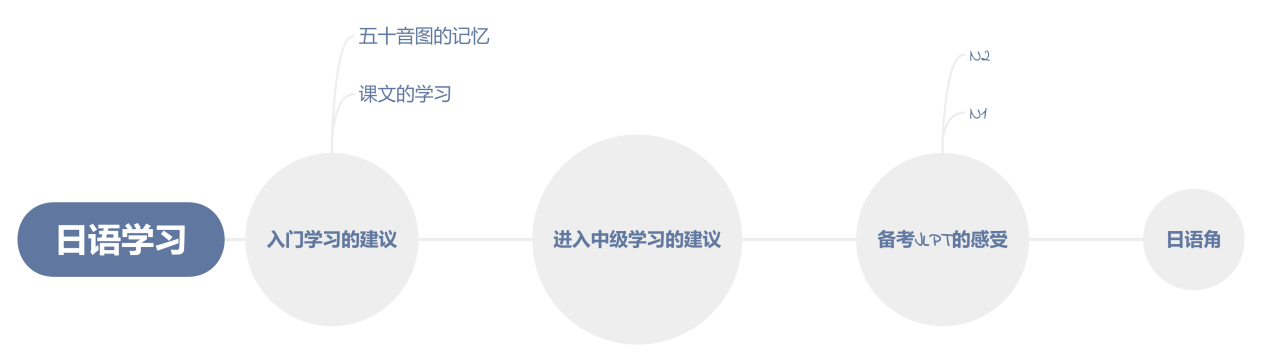 五十音图的记忆
课文的学习
N2
N1
日语学习
入门学习的建议
进入中级学习的建议
备考JLPT的感受
日语角